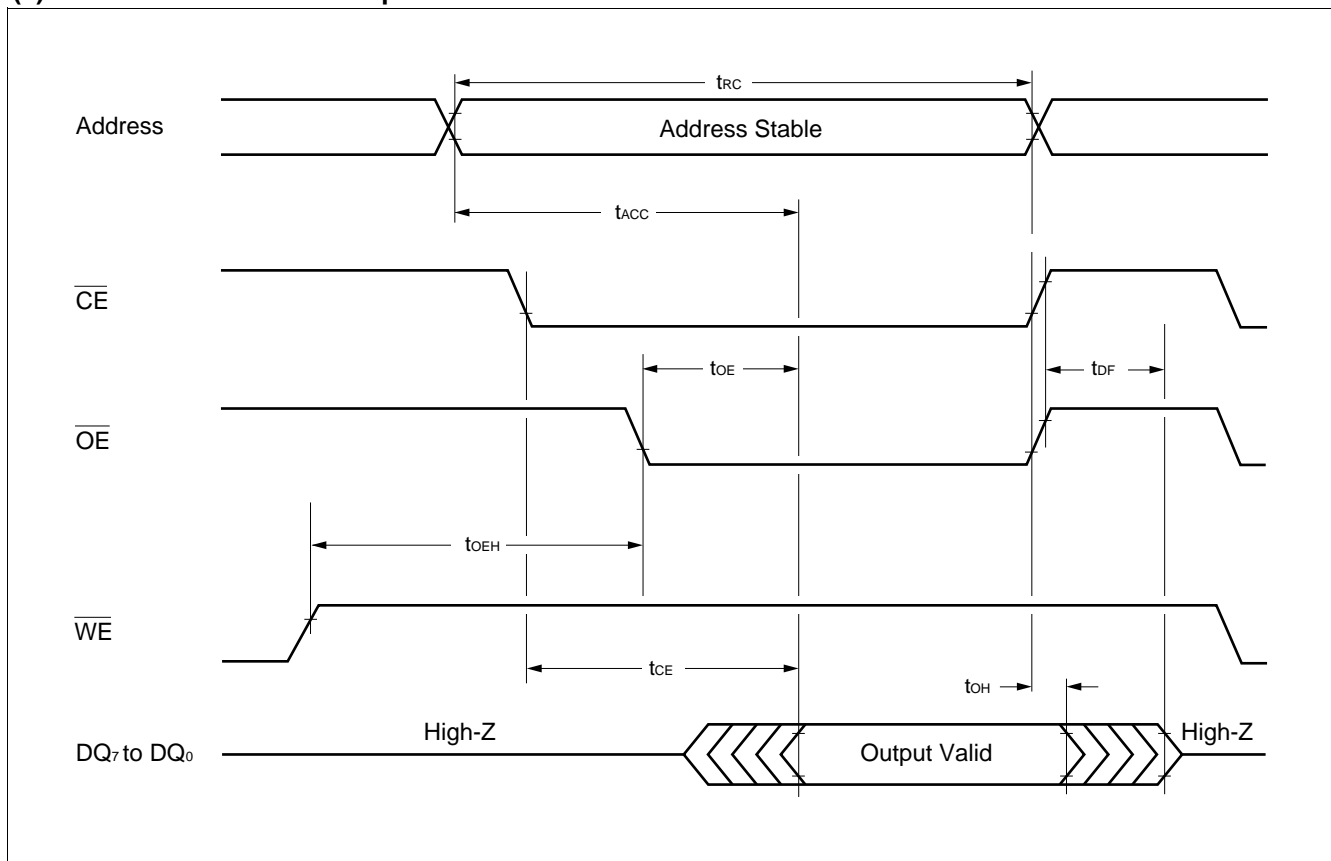 tRC
Address
Address Stable
tACC
CE
tOE
tDF
OE
tOEH
WE
tCE
tOH
High-Z
High-Z
DQ7 to DQ0
Output Valid